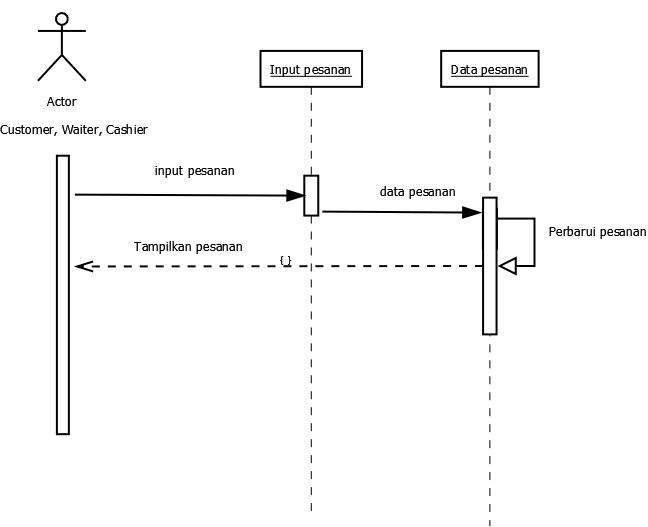 Actor
Customer, Waiter, Cashier
Input pesanan
Data pesanan
input pesanan
data pesanan
Perbarui pesanan
Tampilkan pesanan
{ }